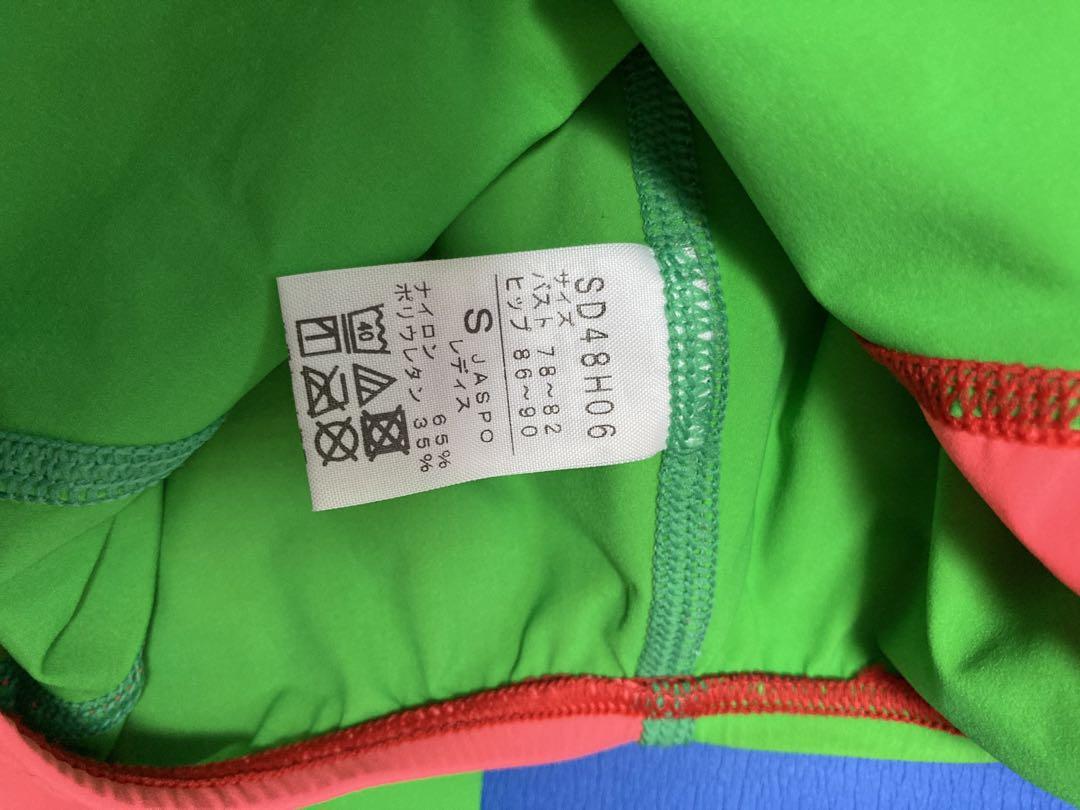 SD48H06
サイズ
バスト 78~82
ヒップ 86~90
S JASPO
レディス
ナイロン 65%
ポリウレタン 35%
40